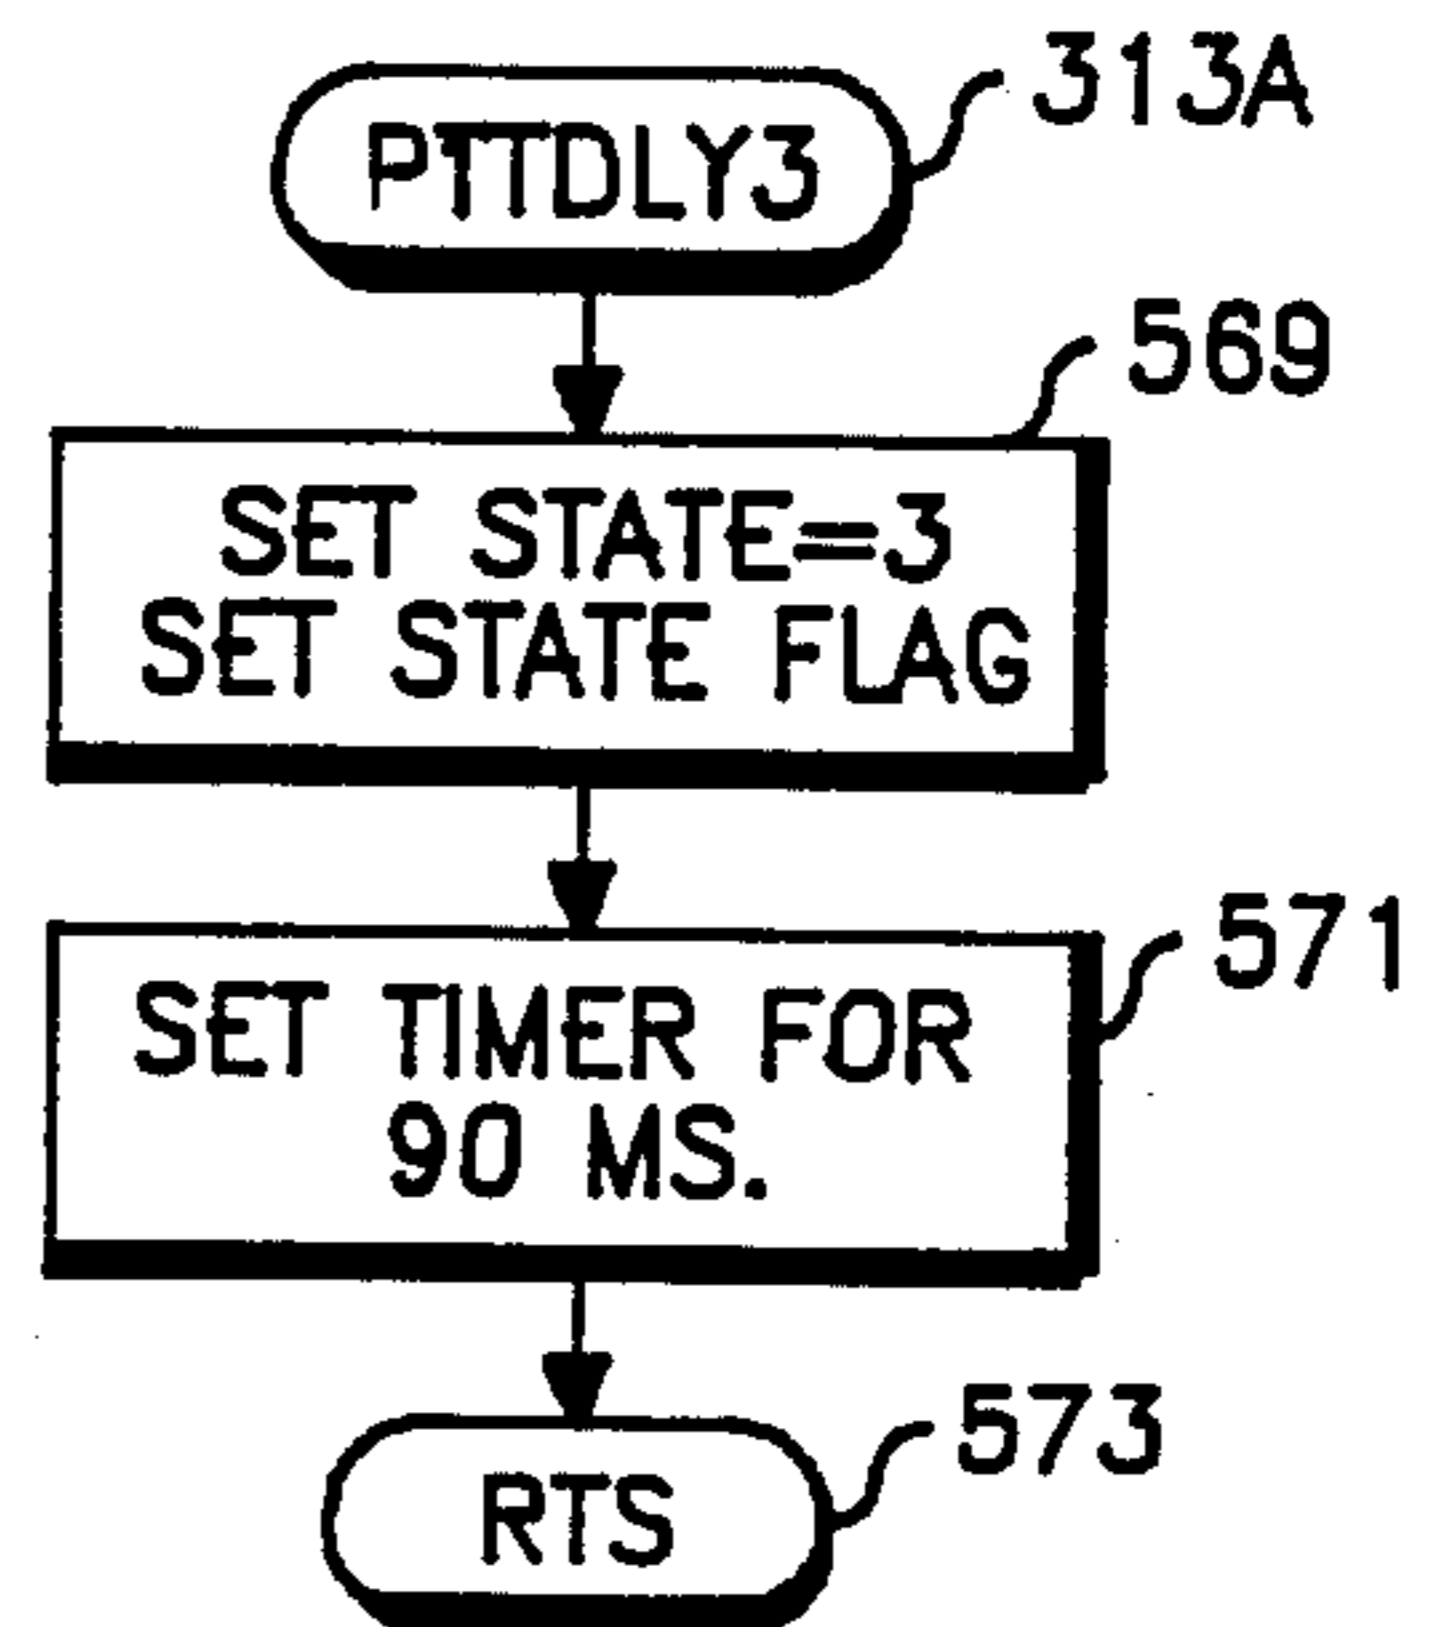 313A
PTTDLY3
569
SET STATE=3
SET STATE FLAG
571
SET TIMER FOR
90 MS.
573
RTS